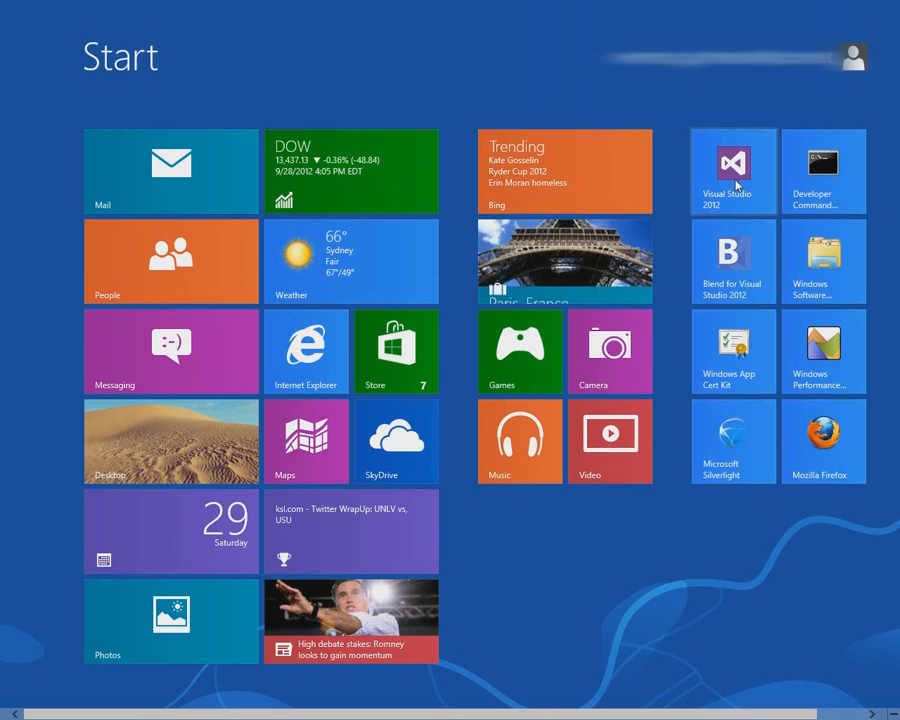 Start
Mail
DOW
13,437.13 ▼ -0.36% (-48.84)
9/28/2012 4:05 PM EDT
People
66°
Sydney
Fair
67°/49°
Weather
Messaging
Internet Explorer
Store
7
Desktop
Maps
SkyDrive
29
Saturday
ksl.com - Twitter WrapUp: UNLV vs,
USU
Photos
High debate stakes: Romney
looks to gain momentum
Trending
Kate Gosselin
Ryder Cup 2012
Erin Moran homeless
Bing
Paris, France
Games
Camera
Music
Video
Visual Studio
2012
C:\_
Developer
Command...
B
Blend for Visual
Studio 2012
Windows
Software...
Windows App
Cert Kit
Windows
Performance...
Microsoft
Silverlight
Mozilla Firefox